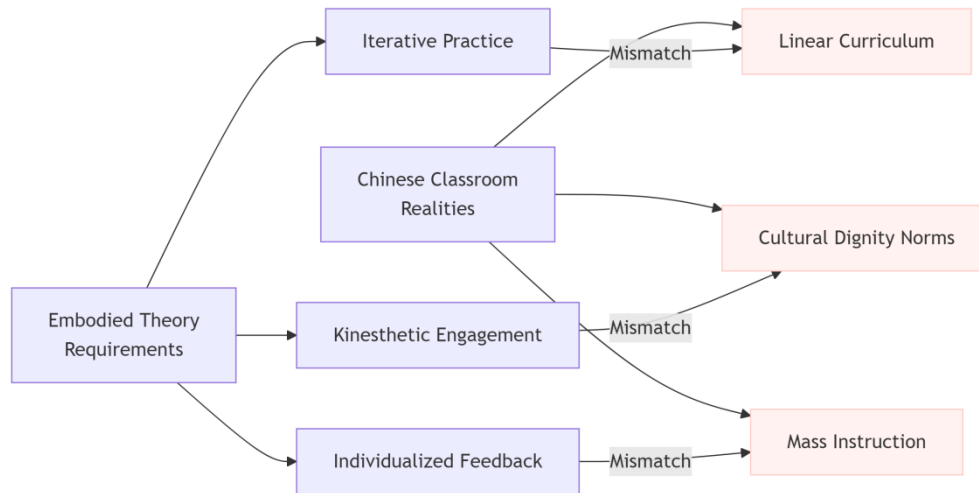 Iterative Practice
Mismatch
Linear Curriculum
Chinese Classroom
Realities
Cultural Dignity Norms
Embodied Theory
Requirements
Kinesthetic Engagement
Mismatch
Individualized Feedback
Mismatch
Mass Instruction